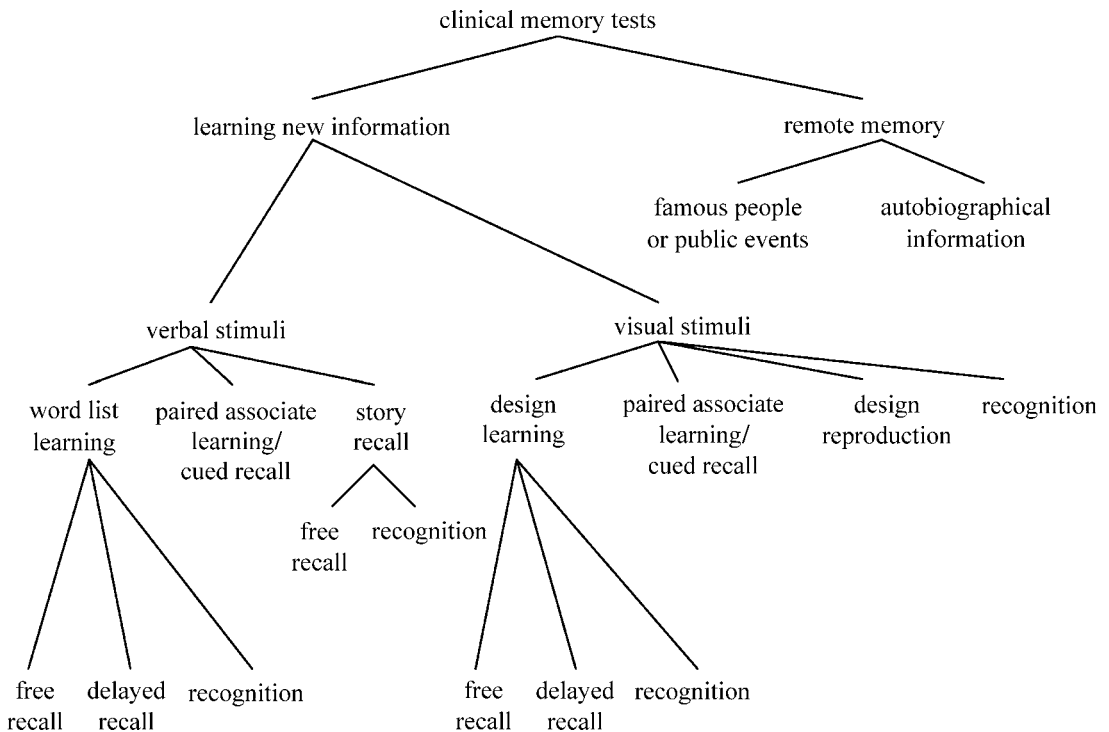 clinical memory tests
learning new information
remote memory
famous people
or public events
autobiographical
information
verbal stimuli
visual stimuli
word list
learning
paired associate
learning/
cued recall
story
recall
design
learning
paired associate
learning/
cued recall
design
reproduction
recognition
free
recall
recognition
free
recall
delayed
recall
recognition
free
recall
delayed
recall
recognition